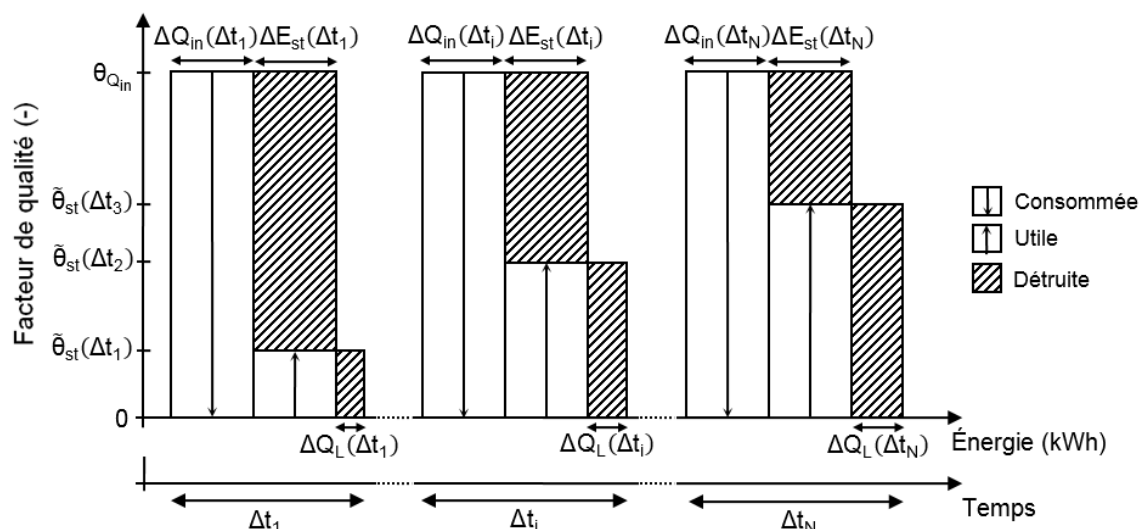 ΔQin(Δt1) ΔEst(Δt1) ΔQin(Δti) ΔEst(Δti) ΔQin(ΔtN) ΔEst(ΔtN)
θQin
Facteur de qualité (-)
θ̃st(Δt3)
θ̃st(Δt2)
θ̃st(Δt1)
0
Consommée
Utile
Détruite
ΔQL(Δt1) ΔQL(Δti) ΔQL(ΔtN)
Énergie (kWh)
Temps
Δt1 Δti ΔtN